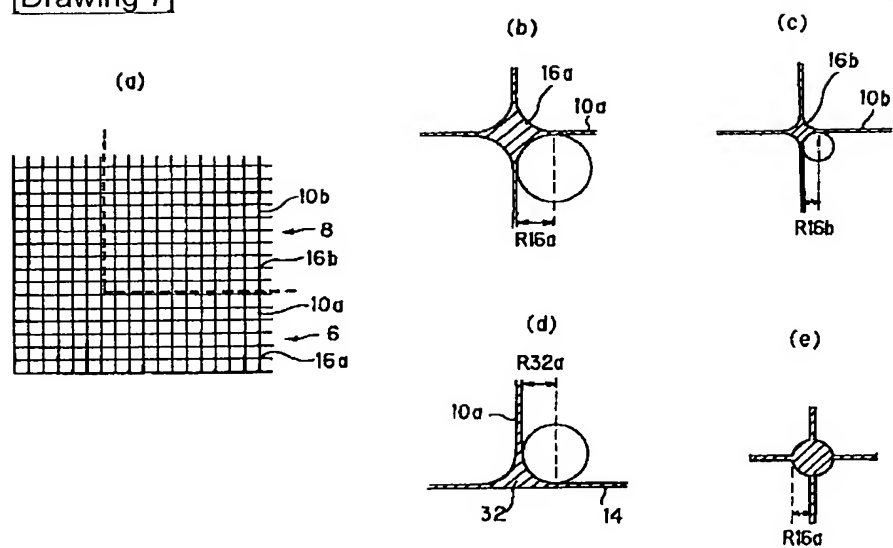 [Drawing 7]
(a)
10b
8
16b
10a
6
16a
(b)
16a
10a
R16a
(c)
16b
10b
R16b
(d)
R32a
10a
32
14
(e)
R16a